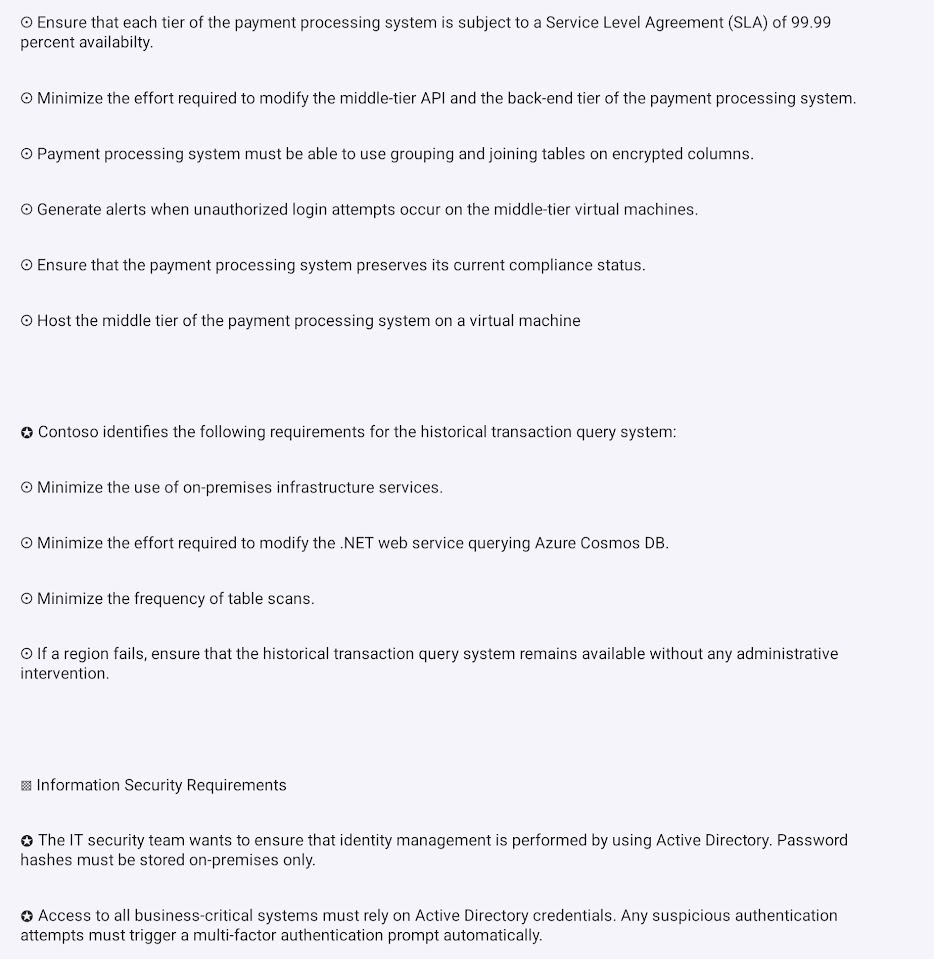 ⊙ Ensure that each tier of the payment processing system is subject to a Service Level Agreement (SLA) of 99.99
percent availabilty.
⊙ Minimize the effort required to modify the middle-tier API and the back-end tier of the payment processing system.
⊙ Payment processing system must be able to use grouping and joining tables on encrypted columns.
⊙ Generate alerts when unauthorized login attempts occur on the middle-tier virtual machines.
⊙ Ensure that the payment processing system preserves its current compliance status.
⊙ Host the middle tier of the payment processing system on a virtual machine
✪ Contoso identifies the following requirements for the historical transaction query system:
⊙ Minimize the use of on-premises infrastructure services.
⊙ Minimize the effort required to modify the .NET web service querying Azure Cosmos DB.
⊙ Minimize the frequency of table scans.
⊙ If a region fails, ensure that the historical transaction query system remains available without any administrative
intervention.
▩ Information Security Requirements
✪ The IT security team wants to ensure that identity management is performed by using Active Directory. Password
hashes must be stored on-premises only.
✪ Access to all business-critical systems must rely on Active Directory credentials. Any suspicious authentication
attempts must trigger a multi-factor authentication prompt automatically.